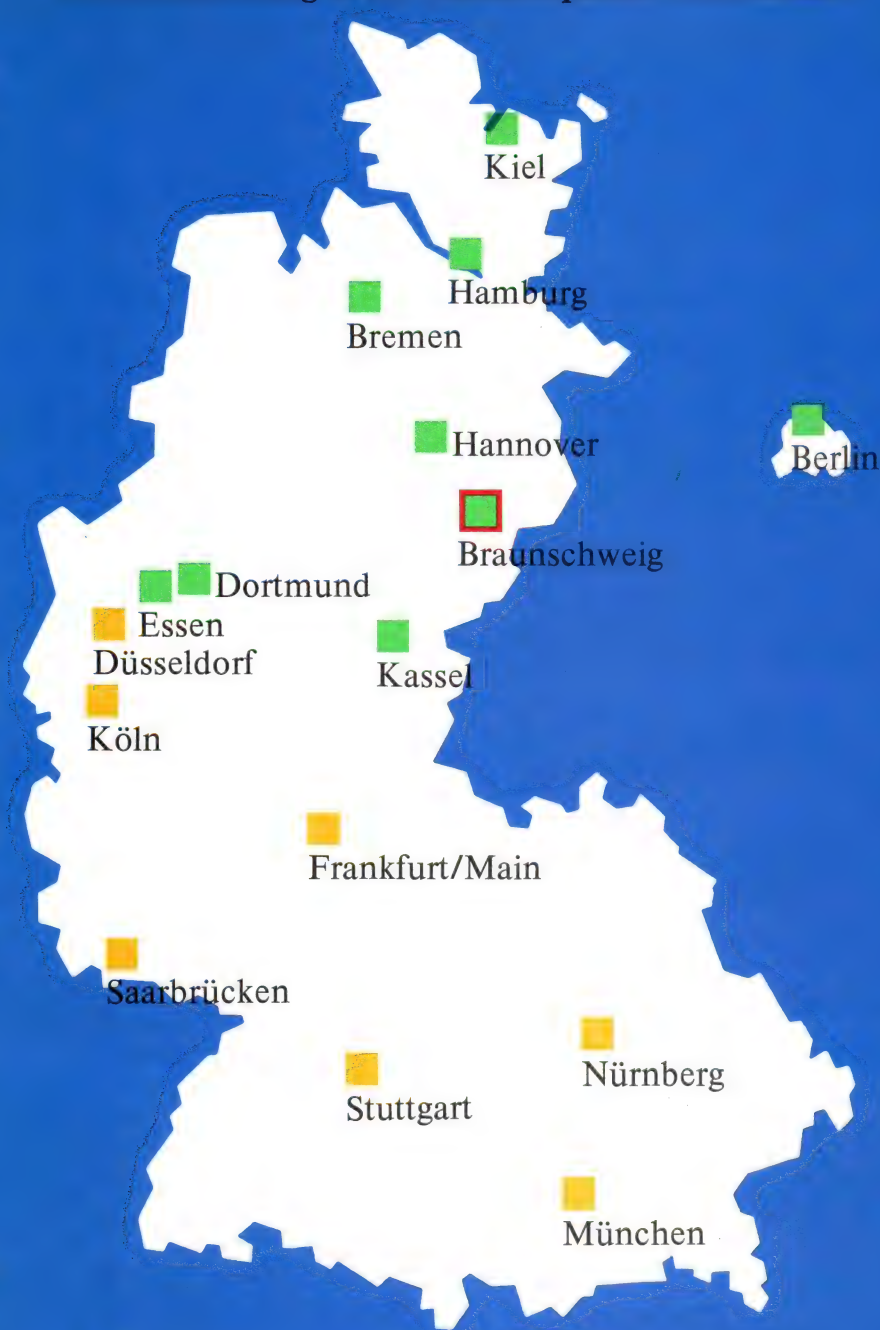 Kiel
Hamburg
Bremen
Hannover
Berlin
Braunschweig
Dortmund
Essen
Düsseldorf
Kassel
Köln
Frankfurt/Main
Saarbrücken
Nürnberg
Stuttgart
München